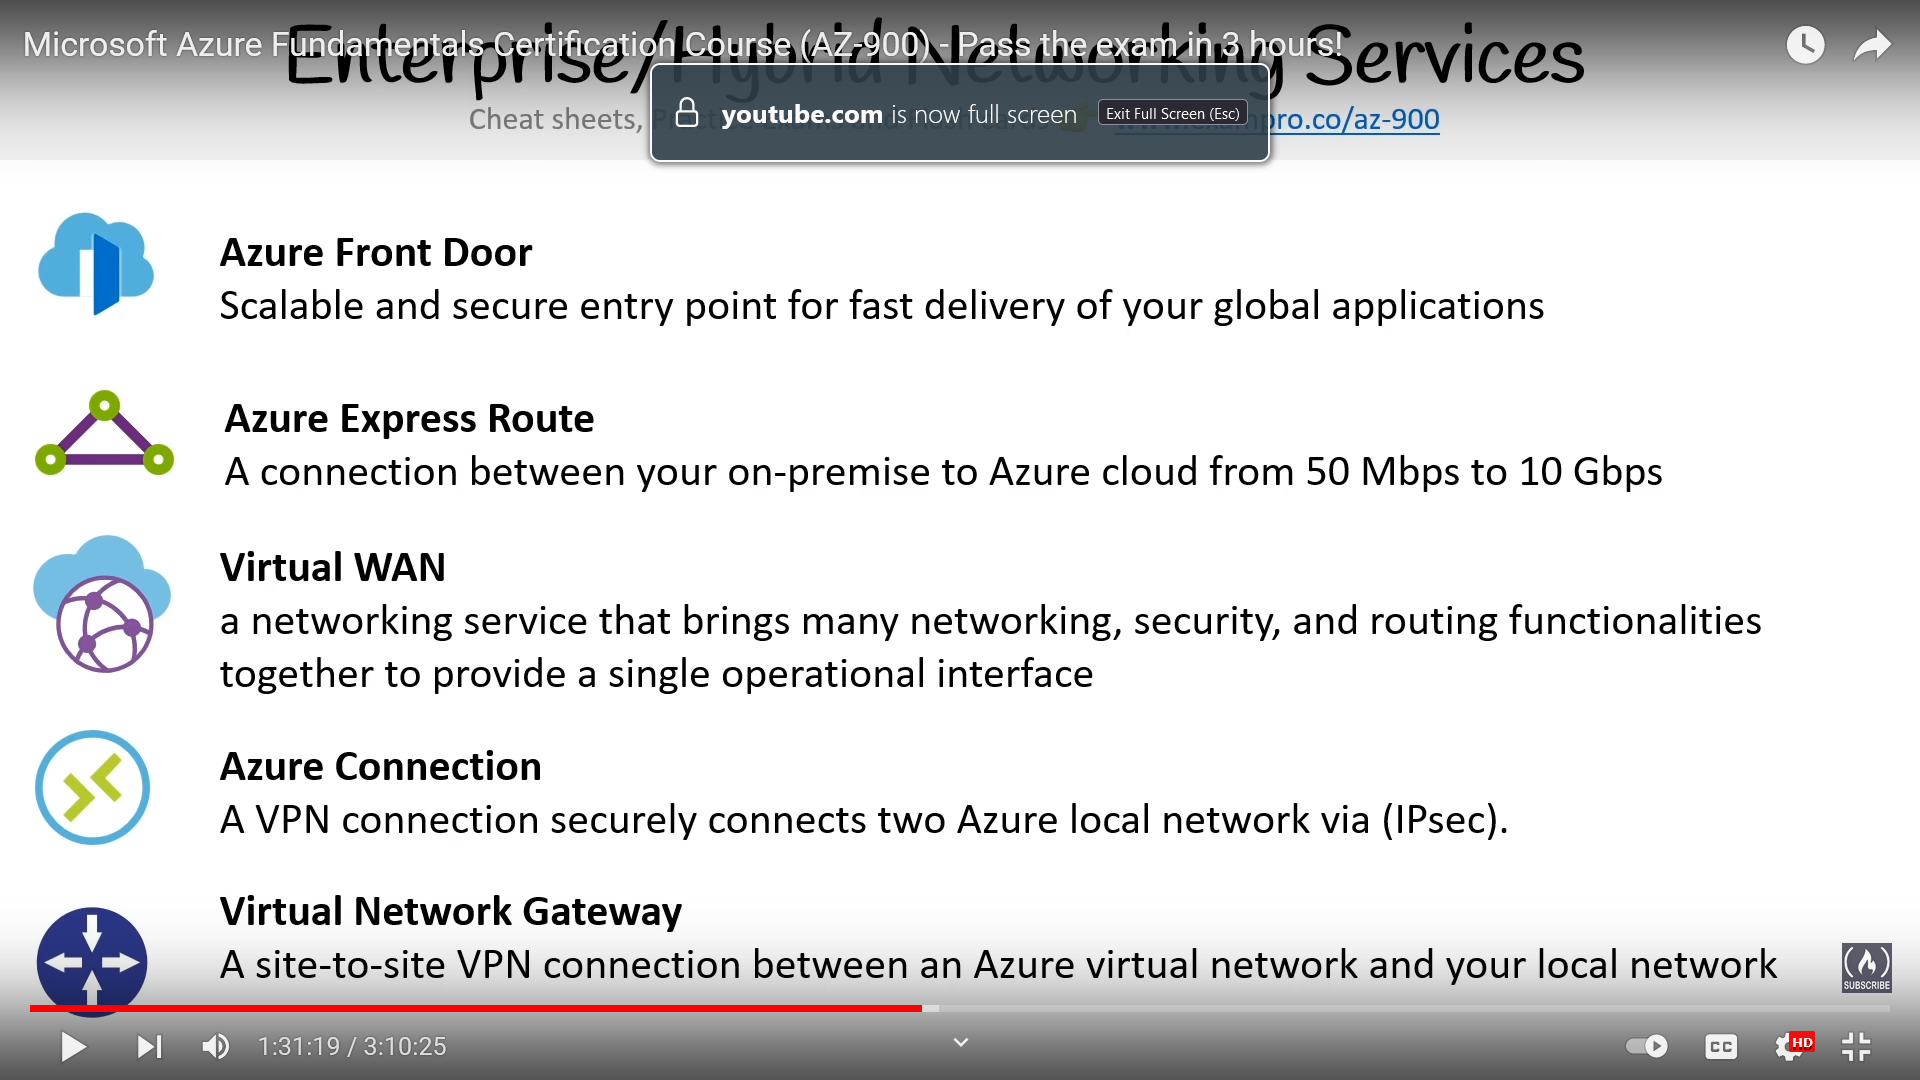 Enterprise/Hybrid Networking Services
Microsoft Azure Fundamentals Certification Course (AZ-900) - Pass the exam in 3 hours!
youtube.com is now full screen Exit Full Screen (Esc)
Cheat sheets, pro.co/az-900
Azure Front Door
Scalable and secure entry point for fast delivery of your global applications
Azure Express Route
A connection between your on-premise to Azure cloud from 50 Mbps to 10 Gbps
Virtual WAN
a networking service that brings many networking, security, and routing functionalities
together to provide a single operational interface
Azure Connection
A VPN connection securely connects two Azure local network via (IPsec).
Virtual Network Gateway
A site-to-site VPN connection between an Azure virtual network and your local network
SUBSCRIBE
1:31:19 / 3:10:25
CC
HD